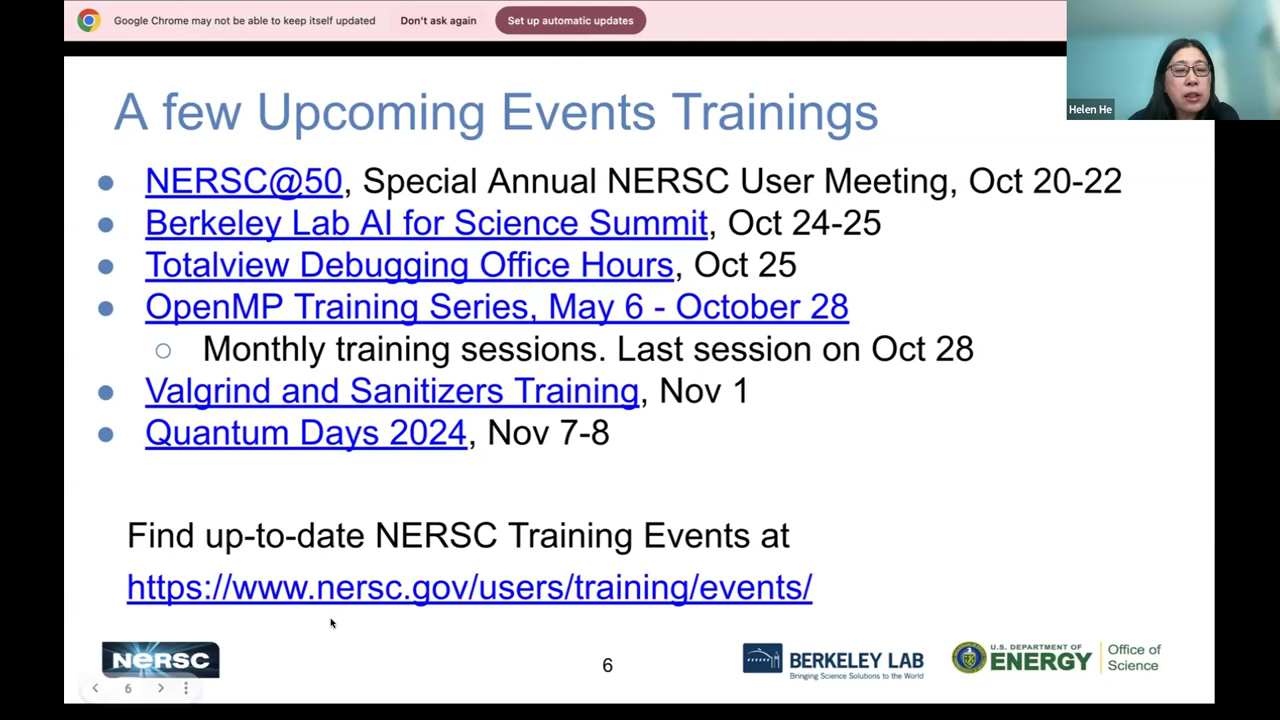 Google Chrome may not be able to keep itself updated Don't ask again Set up automatic updates
Helen He
A few Upcoming Events Trainings
● NERSC@50, Special Annual NERSC User Meeting, Oct 20-22
● Berkeley Lab AI for Science Summit, Oct 24-25
● Totalview Debugging Office Hours, Oct 25
● OpenMP Training Series, May 6 - October 28
○ Monthly training sessions. Last session on Oct 28
● Valgrind and Sanitizers Training, Nov 1
● Quantum Days 2024, Nov 7-8
Find up-to-date NERSC Training Events at
https://www.nersc.gov/users/training/events/
NERSC
6
6
BERKELEY LAB
Bringing Science Solutions to the World
U.S. DEPARTMENT OF
ENERGY
Office of
Science